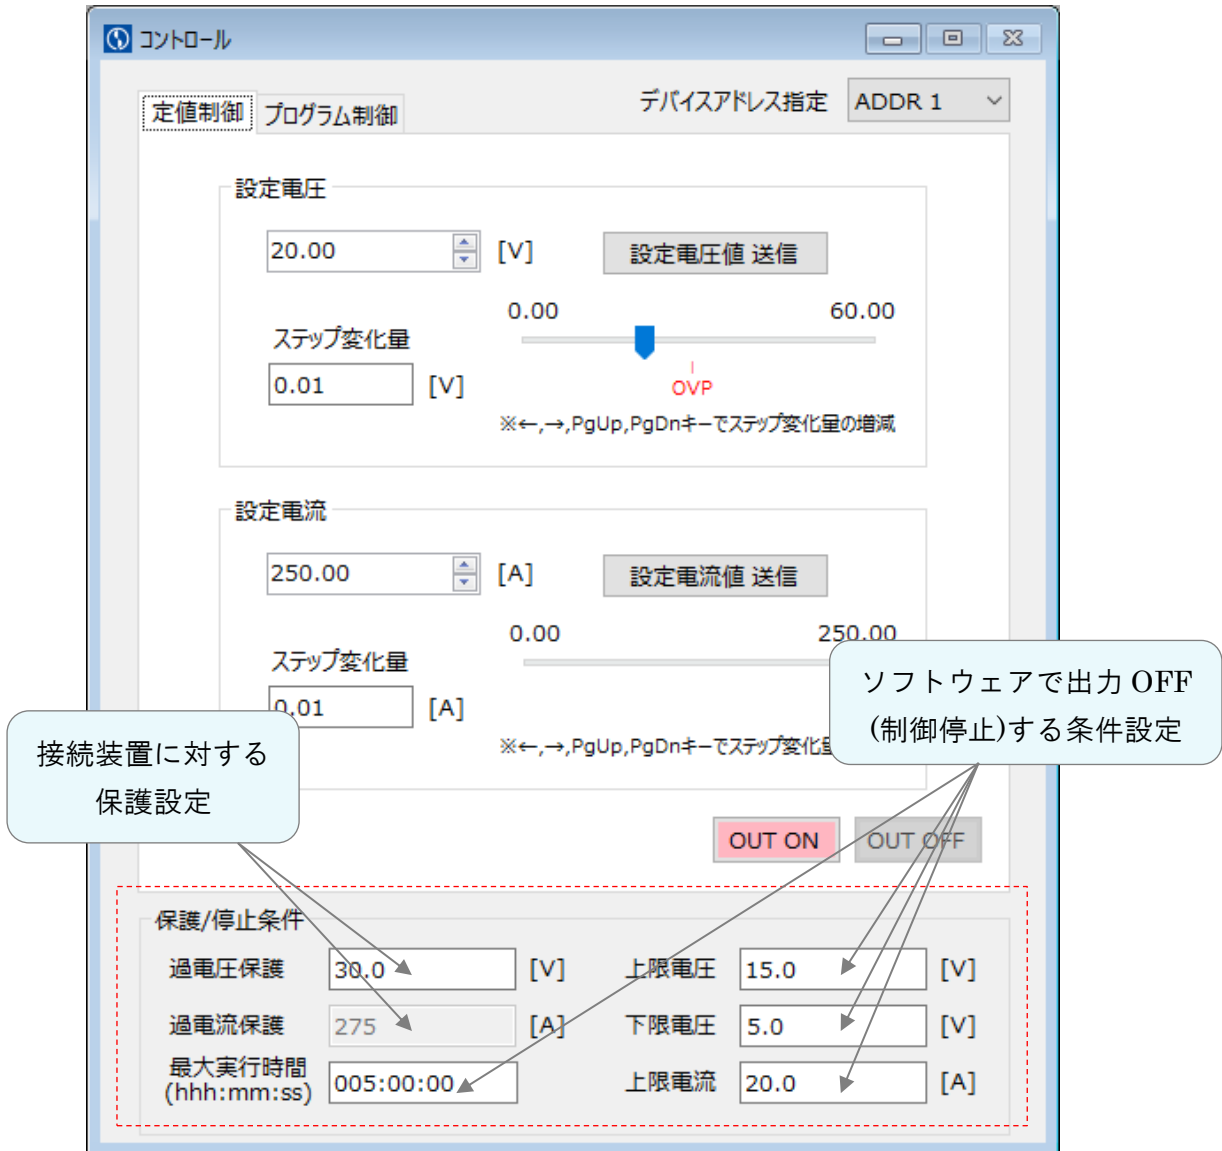 コントロール
定値制御
プログラム制御
デバイスアドレス指定
ADDR 1
設定電圧
20.00
[V]
設定電圧値 送信
0.00
60.00
ステップ変化量
0.01
[V]
OVP
※←,→,PgUp,PgDnキーでステップ変化量の増減
設定電流
250.00
[A]
設定電流値 送信
0.00
250.00
ステップ変化量
0.01
[A]
※←,→,PgUp,PgDnキーでステップ変化
ソフトウェアで出力 OFF
(制御停止)する条件設定
接続装置に対する
保護設定
OUT ON
OUT OFF
保護/停止条件
過電圧保護
30.0
[V]
上限電圧
15.0
[V]
過電流保護
275
[A]
下限電圧
5.0
[V]
最大実行時間
(hhh:mm:ss)
005:00:00
上限電流
20.0
[A]